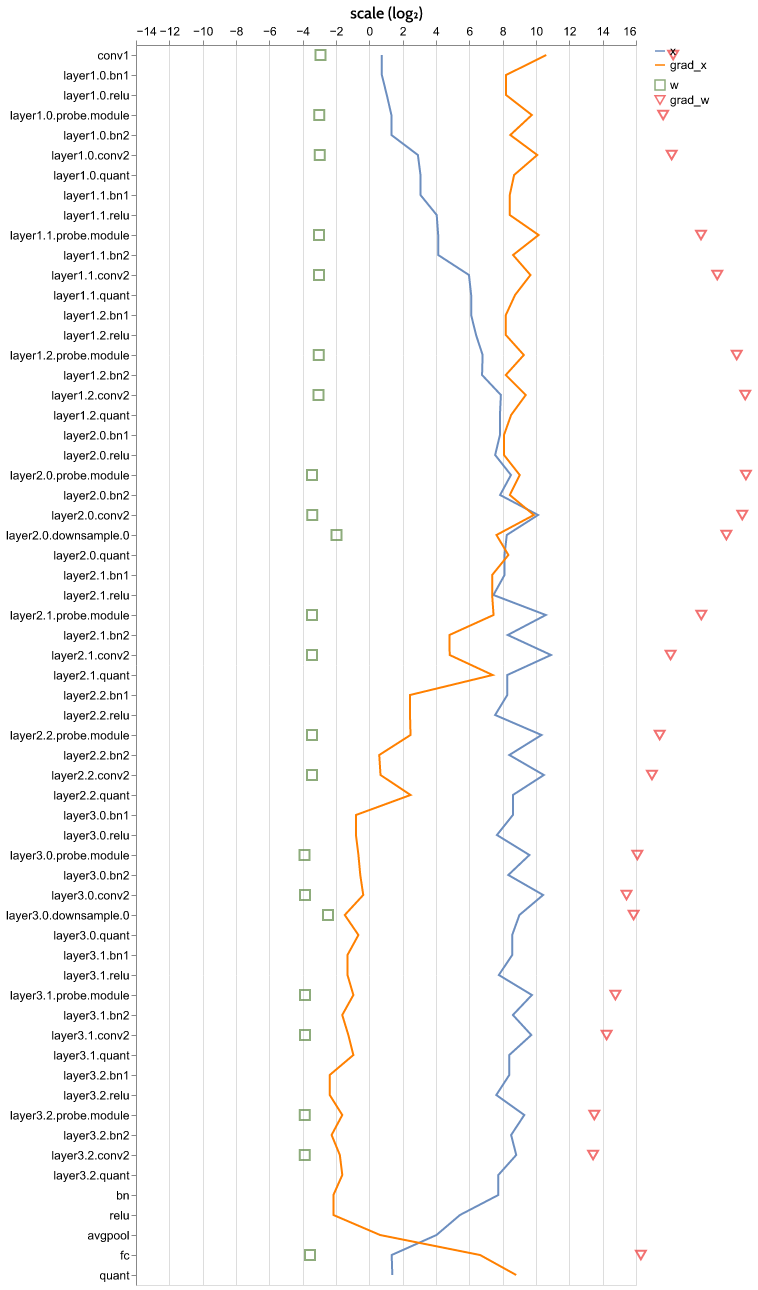 scale (log₂)
−14 −12 −10 −8 −6 −4 −2 0 2 4 6 8 10 12 14 16
conv1
x
layer1.0.bn1
grad_x
w
layer1.0.relu
grad_w
layer1.0.probe.module
layer1.0.bn2
layer1.0.conv2
layer1.0.quant
layer1.1.bn1
layer1.1.relu
layer1.1.probe.module
layer1.1.bn2
layer1.1.conv2
layer1.1.quant
layer1.2.bn1
layer1.2.relu
layer1.2.probe.module
layer1.2.bn2
layer1.2.conv2
layer1.2.quant
layer2.0.bn1
layer2.0.relu
layer2.0.probe.module
layer2.0.bn2
layer2.0.conv2
layer2.0.downsample.0
layer2.0.quant
layer2.1.bn1
layer2.1.relu
layer2.1.probe.module
layer2.1.bn2
layer2.1.conv2
layer2.1.quant
layer2.2.bn1
layer2.2.relu
layer2.2.probe.module
layer2.2.bn2
layer2.2.conv2
layer2.2.quant
layer3.0.bn1
layer3.0.relu
layer3.0.probe.module
layer3.0.bn2
layer3.0.conv2
layer3.0.downsample.0
layer3.0.quant
layer3.1.bn1
layer3.1.relu
layer3.1.probe.module
layer3.1.bn2
layer3.1.conv2
layer3.1.quant
layer3.2.bn1
layer3.2.relu
layer3.2.probe.module
layer3.2.bn2
layer3.2.conv2
layer3.2.quant
bn
relu
avgpool
fc
quant